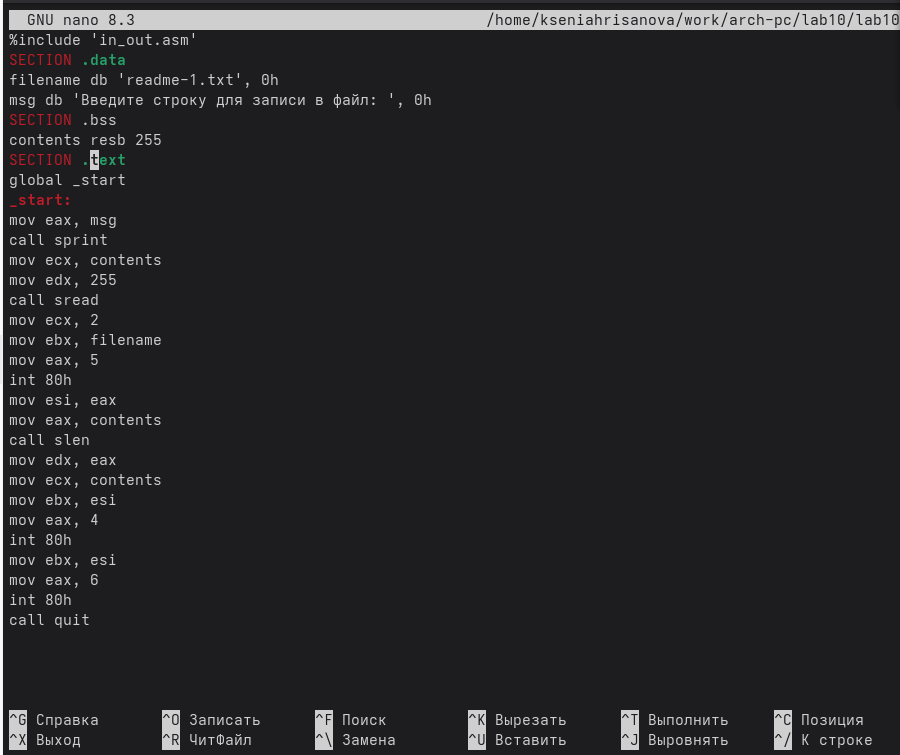 GNU nano 8.3 /home/kseniahrisanova/work/arch-pc/lab10/lab10
%include 'in_out.asm'
SECTION .data
filename db 'readme-1.txt', 0h
msg db 'Введите строку для записи в файл: ', 0h
SECTION .bss
contents resb 255
SECTION .text
global _start
_start:
mov eax, msg
call sprint
mov ecx, contents
mov edx, 255
call sread
mov ecx, 2
mov ebx, filename
mov eax, 5
int 80h
mov esi, eax
mov eax, contents
call slen
mov edx, eax
mov ecx, contents
mov ebx, esi
mov eax, 4
int 80h
mov ebx, esi
mov eax, 6
int 80h
call quit
^G Справка ^O Записать ^F Поиск ^K Вырезать ^T Выполнить ^C Позиция
^X Выход ^R ЧитФайл ^\ Замена ^U Вставить ^J Выровнять ^/ К строке